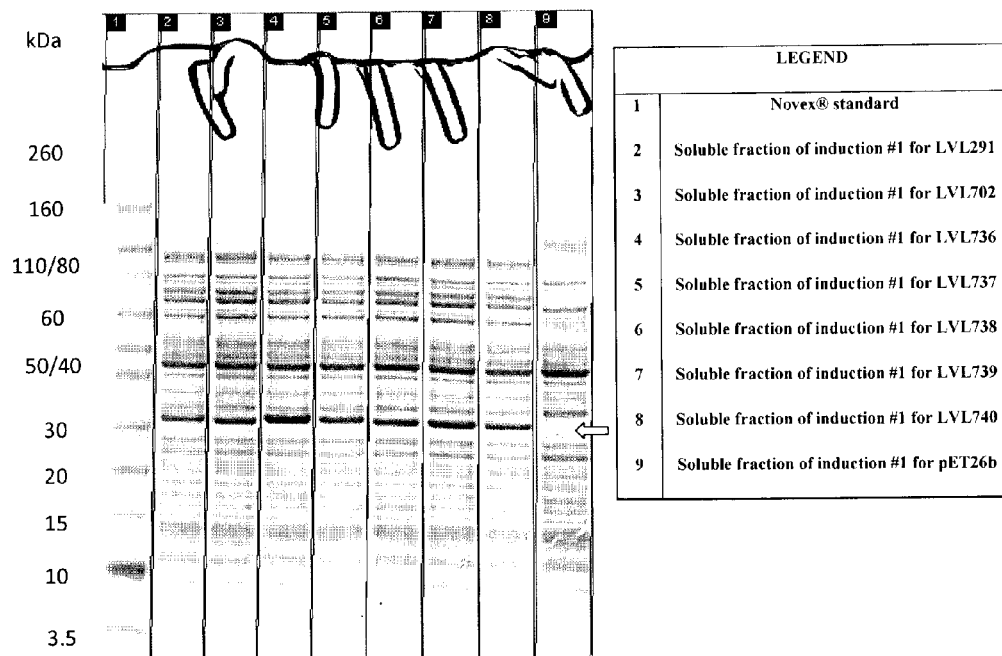 1 2 3 4 5 6 7 8 9
kDa
260
160
110/80
60
50/40
30
20
15
10
3.5
LEGEND
1 Novex® standard
2 Soluble fraction of induction #1 for LVL291
3 Soluble fraction of induction #1 for LVL702
4 Soluble fraction of induction #1 for LVL736
5 Soluble fraction of induction #1 for LVL737
6 Soluble fraction of induction #1 for LVL738
7 Soluble fraction of induction #1 for LVL739
8 Soluble fraction of induction #1 for LVL740
9 Soluble fraction of induction #1 for pET26b